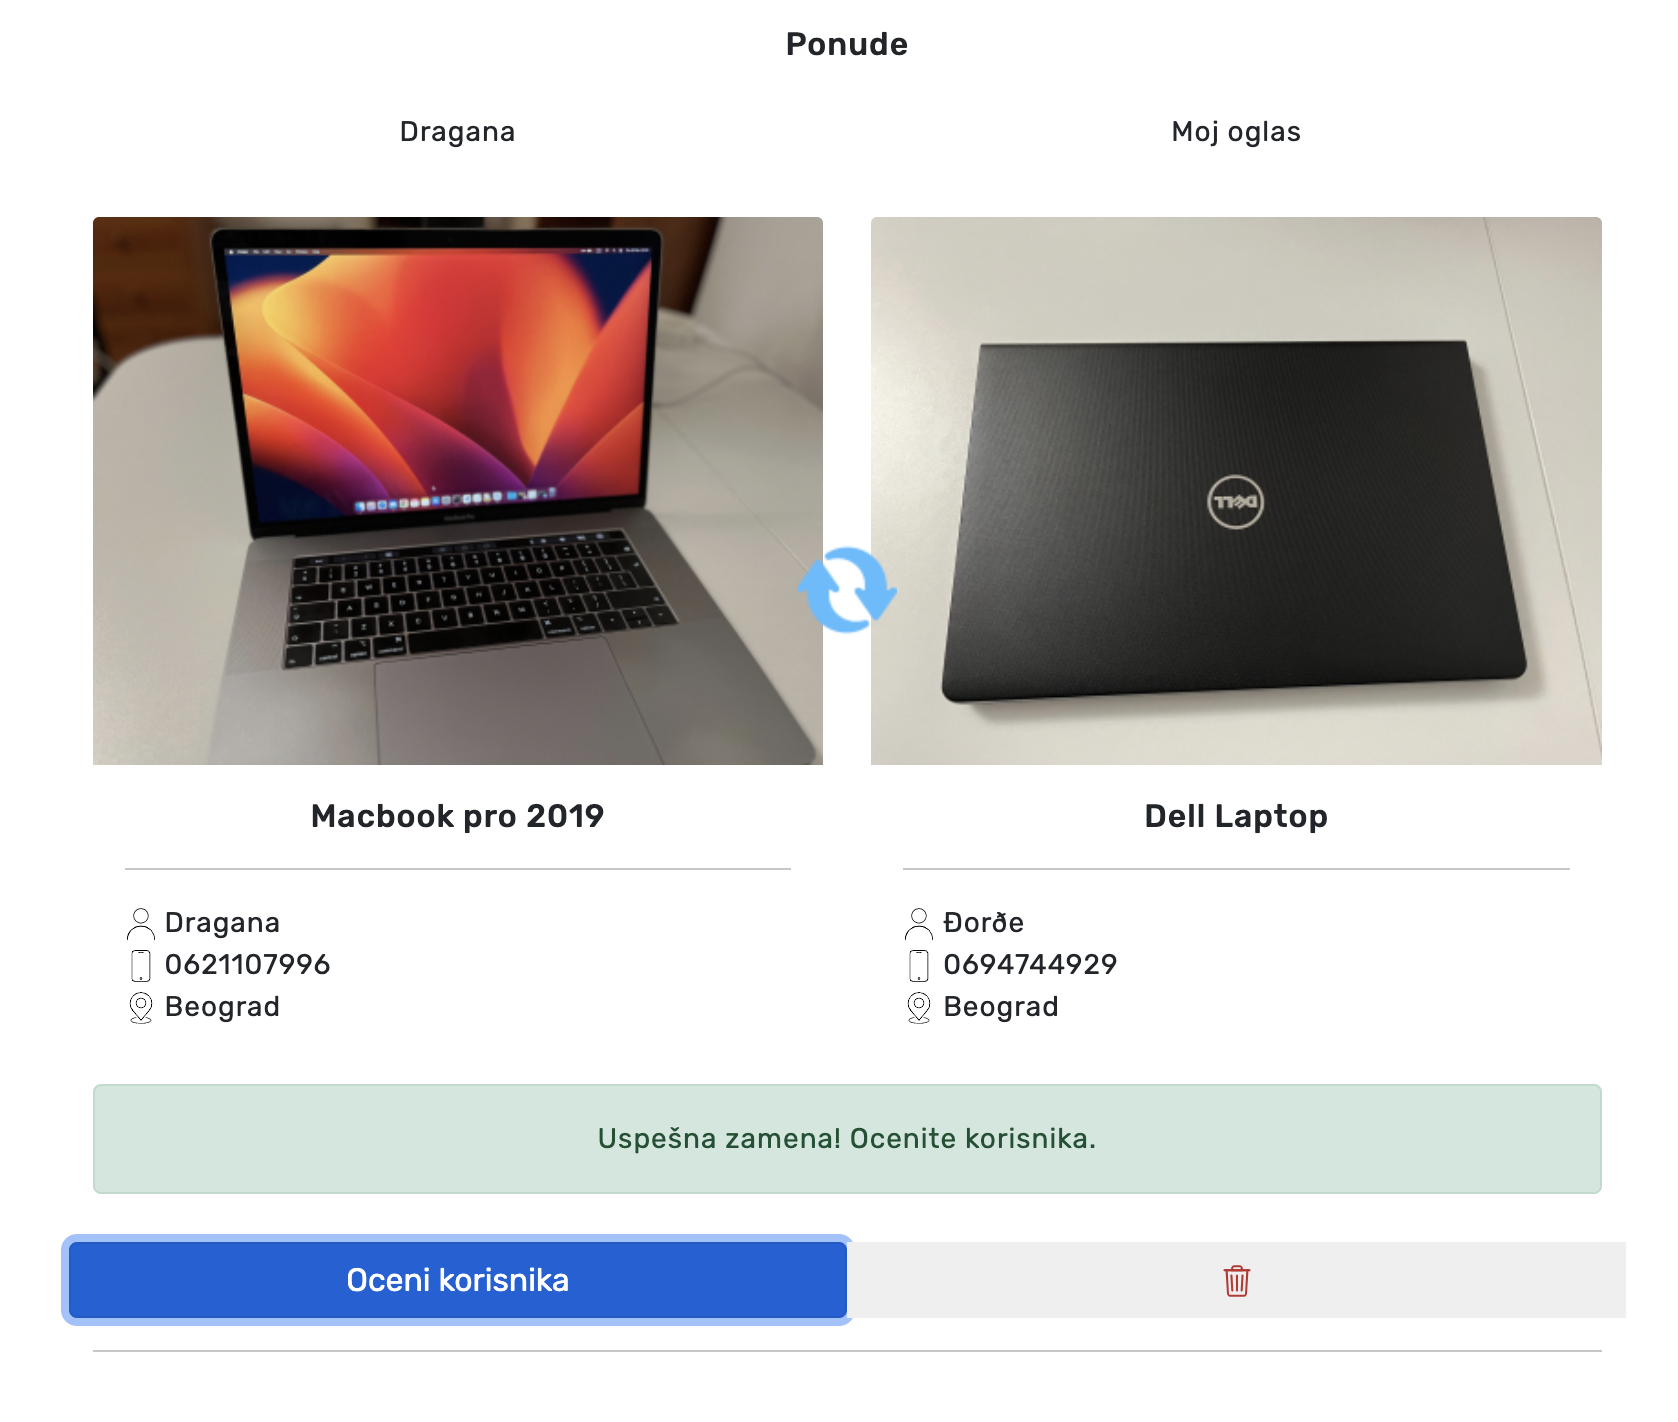 Ponude
Dragana
Moj oglas
DELL
Macbook pro 2019
Dell Laptop
Dragana
0621107996
Beograd
Đorðe
0694744929
Beograd
Uspešna zamena! Ocenite korisnika.
Oceni korisnika